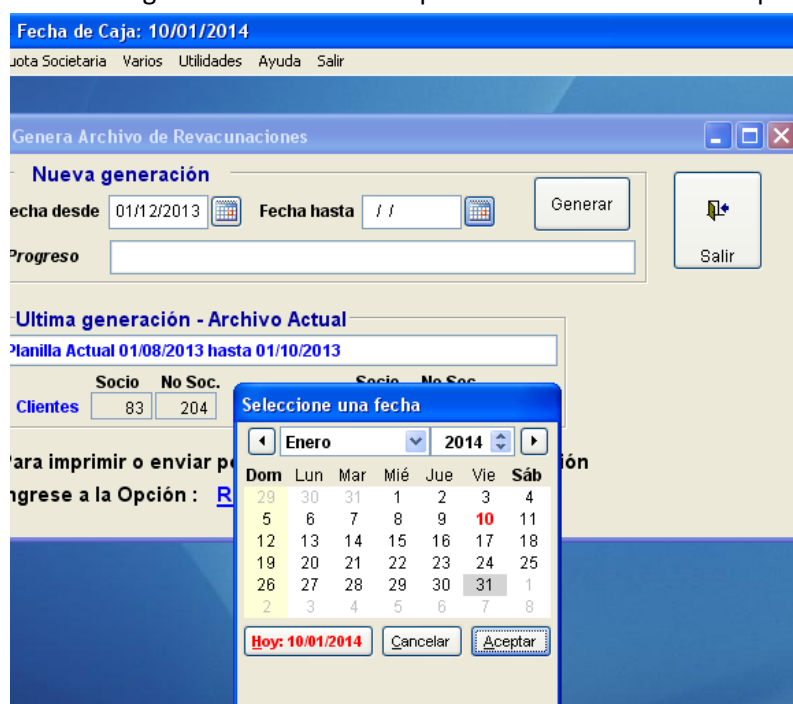 Fecha de Caja: 10/01/2014
uota Societaria Varios Utilidades Ayuda Salir
Genera Archivo de Revacunaciones
Nueva generación
echa desde 01/12/2013 Fecha hasta / / Generar
Progreso
Salir
Ultima generación - Archivo Actual
Planilla Actual 01/08/2013 hasta 01/10/2013
Socio No Soc. Socio No Soc.
Clientes 83 204
Para imprimir o enviar p ión
ngrese a la Opción : R
Seleccione una fecha
Enero 2014
Dom Lun Mar Mié Jue Vie Sáb
29 30 31 1 2 3 4
5 6 7 8 9 10 11
12 13 14 15 16 17 18
19 20 21 22 23 24 25
26 27 28 29 30 31 1
2 3 4 5 6 7 8
Hoy: 10/01/2014 Cancelar Aceptar